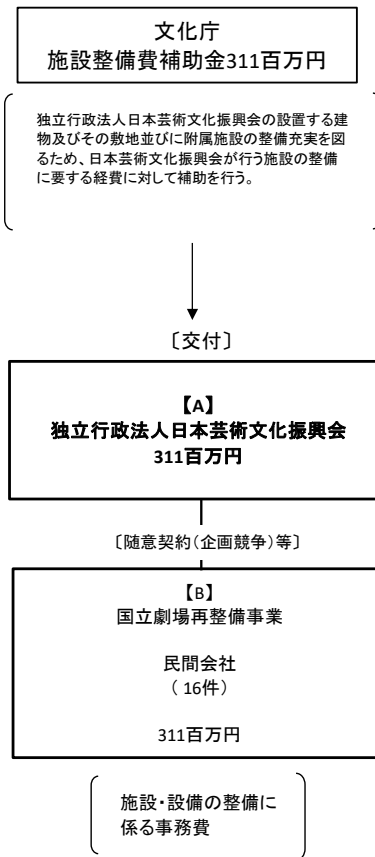 文化庁
施設整備費補助金311百万円
独立行政法人日本芸術文化振興会の設置する建
物及びその敷地並びに附属施設の整備充実を図
るため、日本芸術文化振興会が行う施設の整備
に要する経費に対して補助を行う。
〔交付〕
【A】
独立行政法人日本芸術文化振興会
311百万円
〔随意契約(企画競争)等〕
【B】
国立劇場再整備事業
民間会社
( 16件)
311百万円
施設・設備の整備に
係る事務費